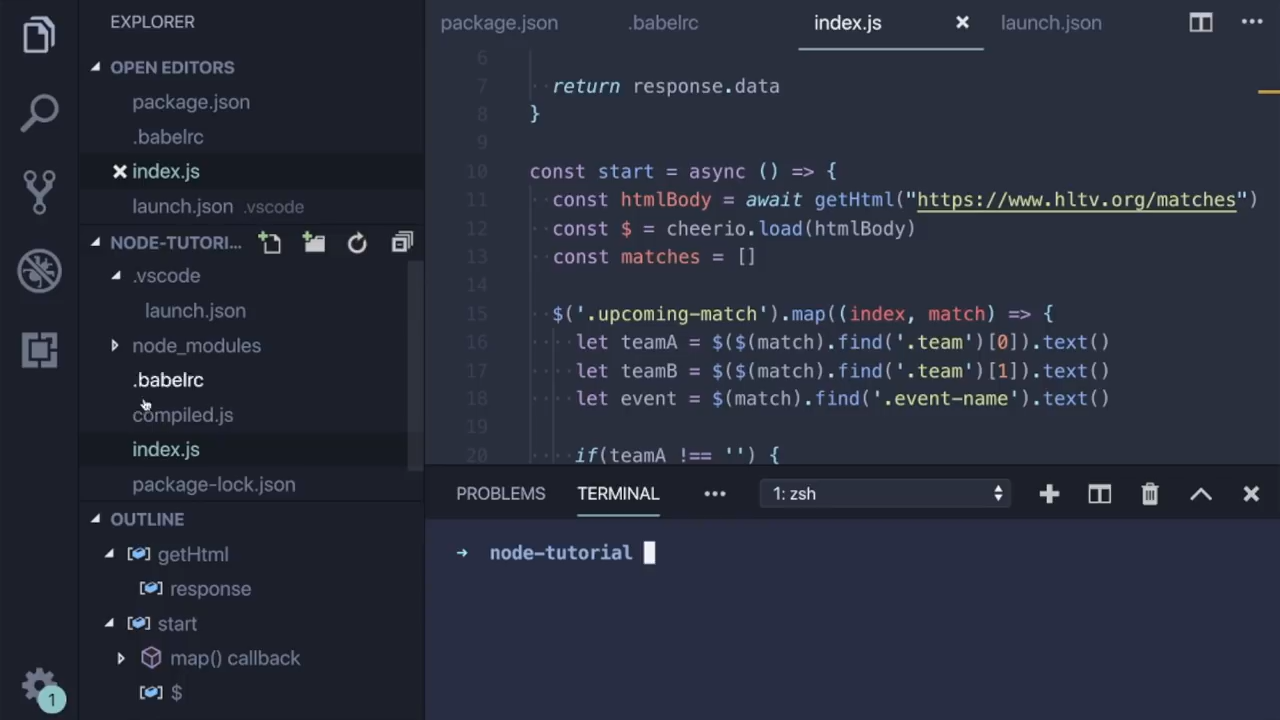 EXPLORER
OPEN EDITORS
package.json
.babelrc
index.js
launch.json .vscode
NODE-TUTORI...
.vscode
launch.json
node_modules
.babelrc
compiled.js
index.js
package-lock.json
OUTLINE
getHtml
response
start
map() callback
$
1
package.json .babelrc index.js launch.json
6
7 return response.data
8 }
9
10 const start = async () => {
11 const htmlBody = await getHtml("https://www.hltv.org/matches")
12 const $ = cheerio.load(htmlBody)
13 const matches = []
14
15 $('.upcoming-match').map((index, match) => {
16 let teamA = $($(match).find('.team')[0]).text()
17 let teamB = $($(match).find('.team')[1]).text()
18 let event = $(match).find('.event-name').text()
19
20 if(teamA !== '') {
PROBLEMS TERMINAL ... 1: zsh
→ node-tutorial